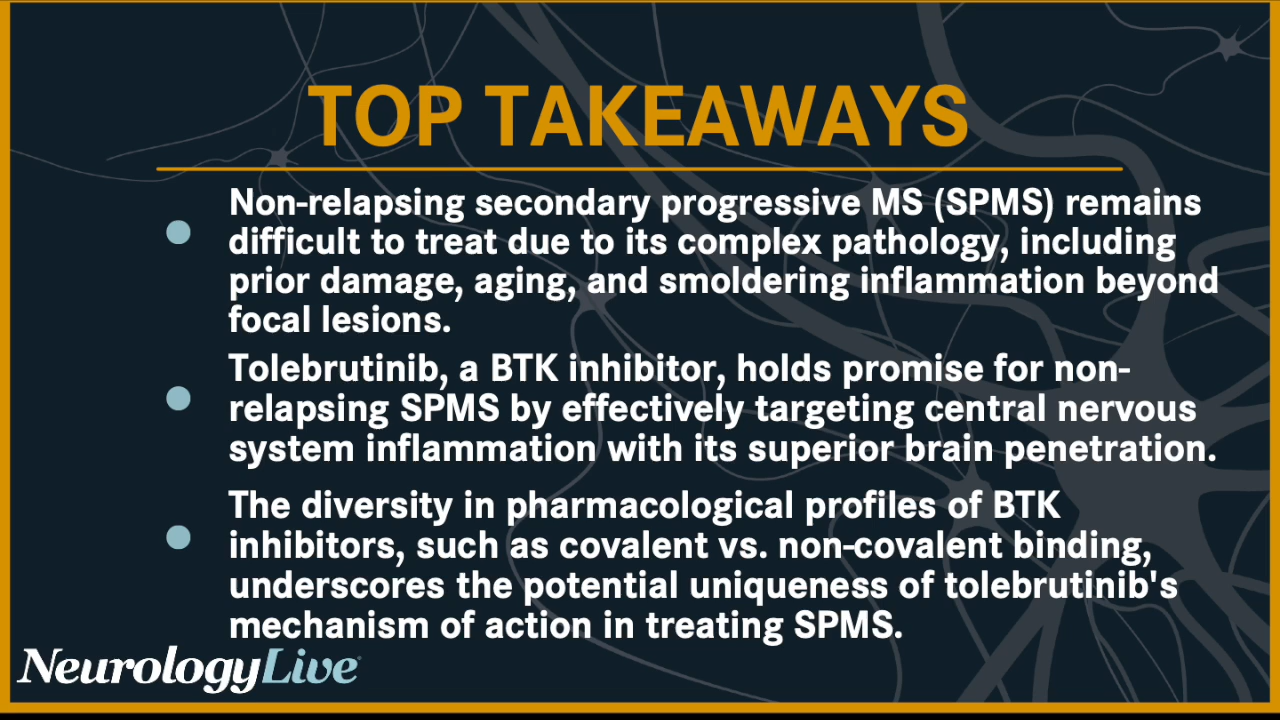 TOP TAKEAWAYS
Non-relapsing secondary progressive MS (SPMS) remains
difficult to treat due to its complex pathology, including
prior damage, aging, and smoldering inflammation beyond
focal lesions.
Tolebrutinib, a BTK inhibitor, holds promise for non-
relapsing SPMS by effectively targeting central nervous
system inflammation with its superior brain penetration.
The diversity in pharmacological profiles of BTK
inhibitors, such as covalent vs. non-covalent binding,
underscores the potential uniqueness of tolebrutinib's
mechanism of action in treating SPMS.
NeurologyLive